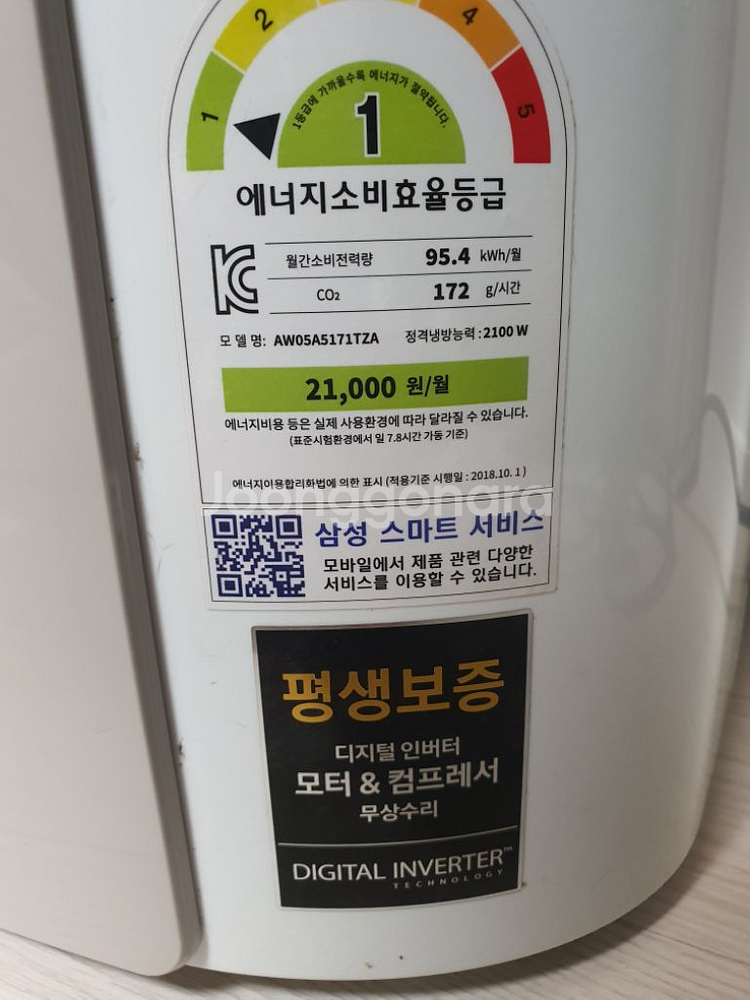 2 4
1 5
1등급에 가까울수록 에너지가 절약됩니다.
1
에너지소비효율등급
월간소비전력량 95.4 kWh/월
CO₂ 172 g/시간
모 델 명: AW05A5171TZA 정격냉방능력 : 2100 W
21,000 원/월
에너지비용 등은 실제 사용환경에 따라 달라질 수 있습니다.
(표준시험환경에서 일 7.8시간 가동 기준)
에너지이용합리화법에 의한 표시 (적용기준 시행일 : 2018.10. 1 )
Joonggonara
삼성 스마트 서비스
모바일에서 제품 관련 다양한
서비스를 이용할 수 있습니다.
평생보증
디지털 인버터
모터 & 컴프레서
무상수리
DIGITAL INVERTER™
TECHNOLOGY